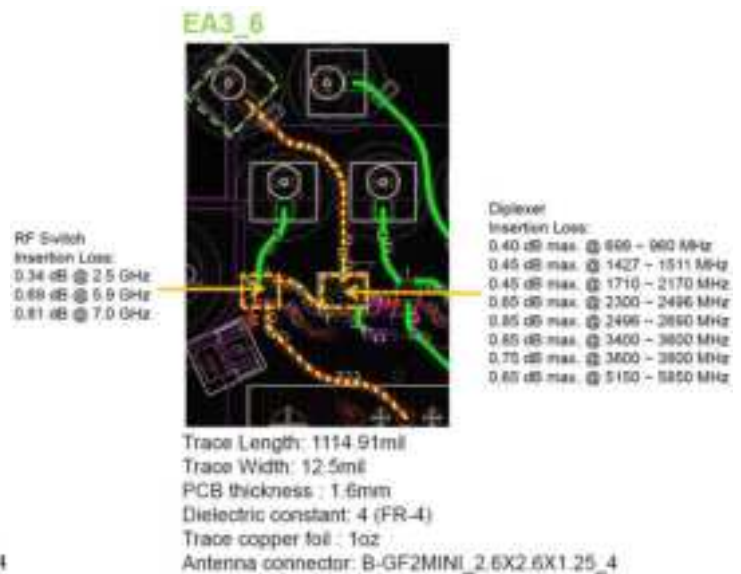 EA3_6
RF Switch
Insertion Loss:
0.34 dB @ 2.5 GHz
0.69 dB @ 5.9 GHz
0.81 dB @ 7.0 GHz
Diplexer
Insertion Loss:
0.40 dB max. @ 699 ~ 960 MHz
0.45 dB max. @ 1427 ~ 1511 MHz
0.45 dB max. @ 1710 ~ 2170 MHz
0.65 dB max. @ 2300 ~ 2496 MHz
0.85 dB max. @ 2496 ~ 2690 MHz
0.85 dB max. @ 3400 ~ 3600 MHz
0.75 dB max. @ 3600 ~ 3800 MHz
0.65 dB max. @ 5150 ~ 5850 MHz
Trace Length: 1114.91mil
Trace Width: 12.5mil
PCB thickness : 1.6mm
Dielectric constant: 4 (FR-4)
Trace copper foil : 1oz
4 Antenna connector: B-GF2MINI_2.6X2.6X1.25_4